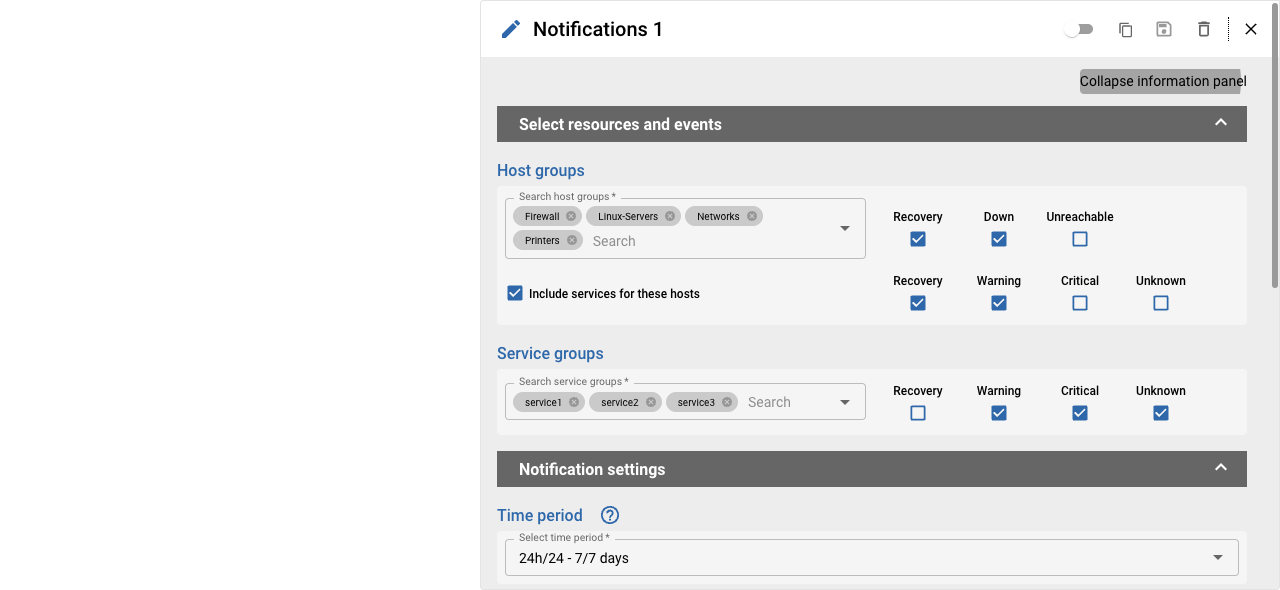 Notifications 1
Collapse information panel
Select resources and events
Host groups
Search host groups *
Firewall Linux-Servers Networks
Printers Search
Recovery Down Unreachable
Include services for these hosts
Recovery Warning Critical Unknown
Service groups
Search service groups *
service1 service2 service3 Search
Recovery Warning Critical Unknown
Notification settings
Time period ?
Select time period *
24h/24 - 7/7 days